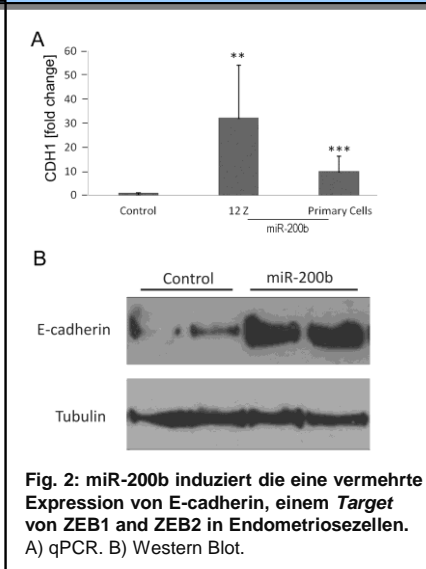 A
CDH1 [fold change]
60
50
40
30
20
10
0
**
***
Control 12 Z Primary Cells
miR-200b
B
Control miR-200b
E-cadherin
Tubulin
Fig. 2: miR-200b induziert die eine vermehrte
Expression von E-cadherin, einem Target
von ZEB1 and ZEB2 in Endometriosezellen.
A) qPCR. B) Western Blot.